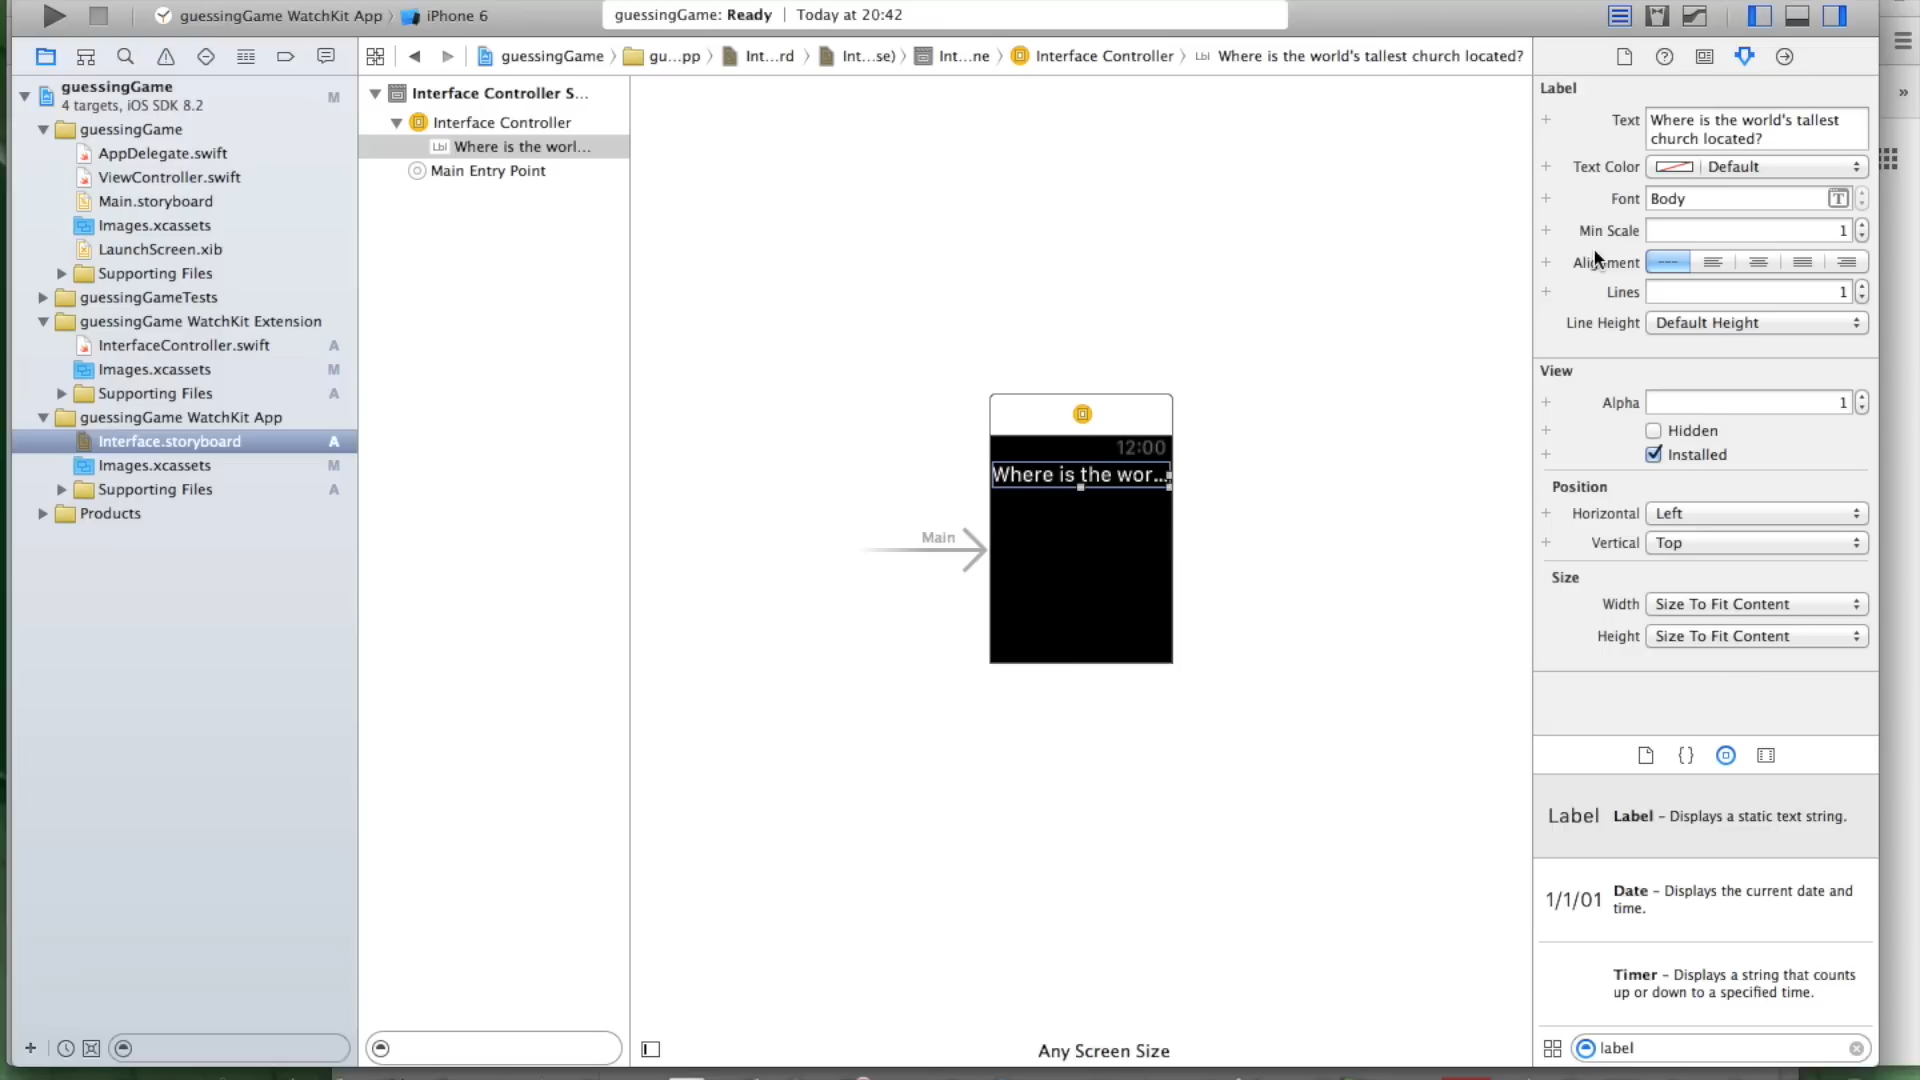 guessingGame WatchKit App
iPhone 6
guessingGame: Ready | Today at 20:42
guessingGame
gu...pp
Int...rd
Int...se)
Int...ne
Interface Controller
Lbl Where is the world's tallest church located?
guessingGame
4 targets, iOS SDK 8.2
M
guessingGame
AppDelegate.swift
ViewController.swift
Main.storyboard
Images.xcassets
LaunchScreen.xib
Supporting Files
guessingGameTests
guessingGame WatchKit Extension
InterfaceController.swift A
Images.xcassets M
Supporting Files A
guessingGame WatchKit App
Interface.storyboard A
Images.xcassets M
Supporting Files A
Products
Interface Controller S...
Interface Controller
Lbl Where is the worl...
Main Entry Point
Main
12:00
Where is the wor...
Any Screen Size
Label
Text Where is the world's tallest
church located?
Text Color Default
Font Body T
Min Scale 1
Alignment
Lines 1
Line Height Default Height
View
Alpha 1
Hidden
Installed
Position
Horizontal Left
Vertical Top
Size
Width Size To Fit Content
Height Size To Fit Content
{ }
Label Label – Displays a static text string.
1/1/01 Date – Displays the current date and
time.
Timer – Displays a string that counts
up or down to a specified time.
label